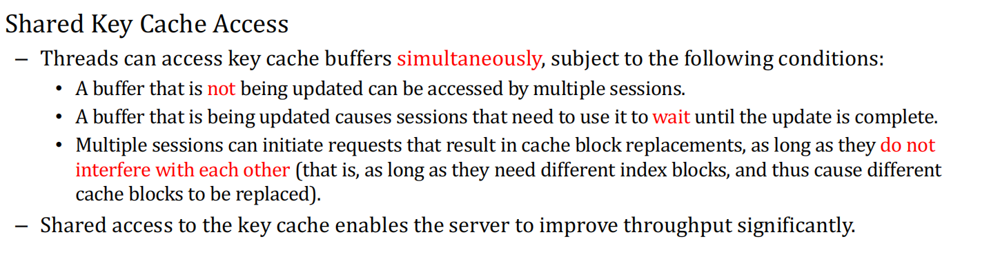 Shared Key Cache Access
– Threads can access key cache buffers simultaneously, subject to the following conditions:
• A buffer that is not being updated can be accessed by multiple sessions.
• A buffer that is being updated causes sessions that need to use it to wait until the update is complete.
• Multiple sessions can initiate requests that result in cache block replacements, as long as they do not
interfere with each other (that is, as long as they need different index blocks, and thus cause different
cache blocks to be replaced).
– Shared access to the key cache enables the server to improve throughput significantly.